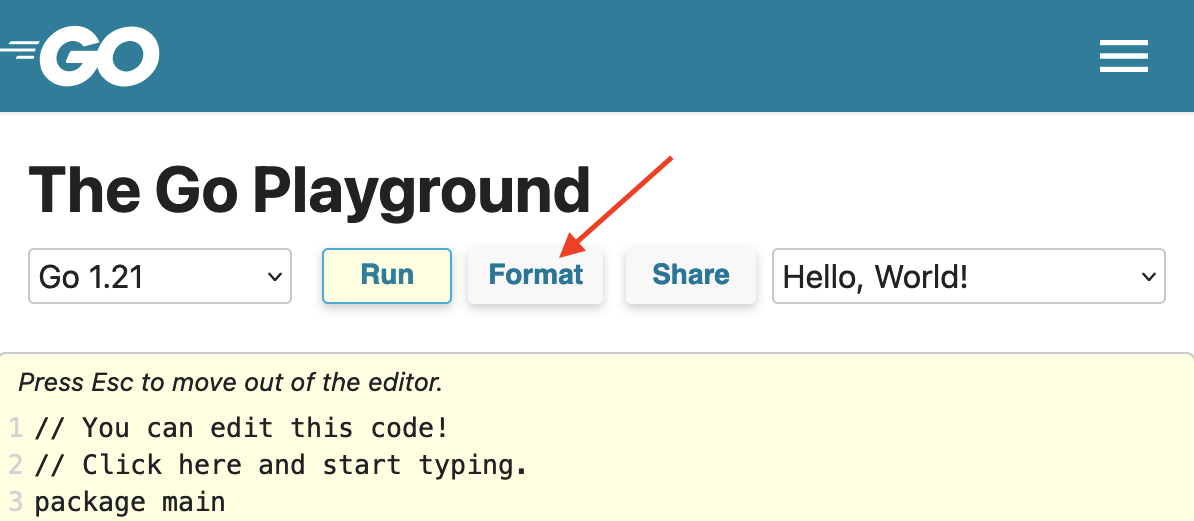 GO
The Go Playground
Go 1.21 Run Format Share Hello, World!
Press Esc to move out of the editor.
1 // You can edit this code!
2 // Click here and start typing.
3 package main